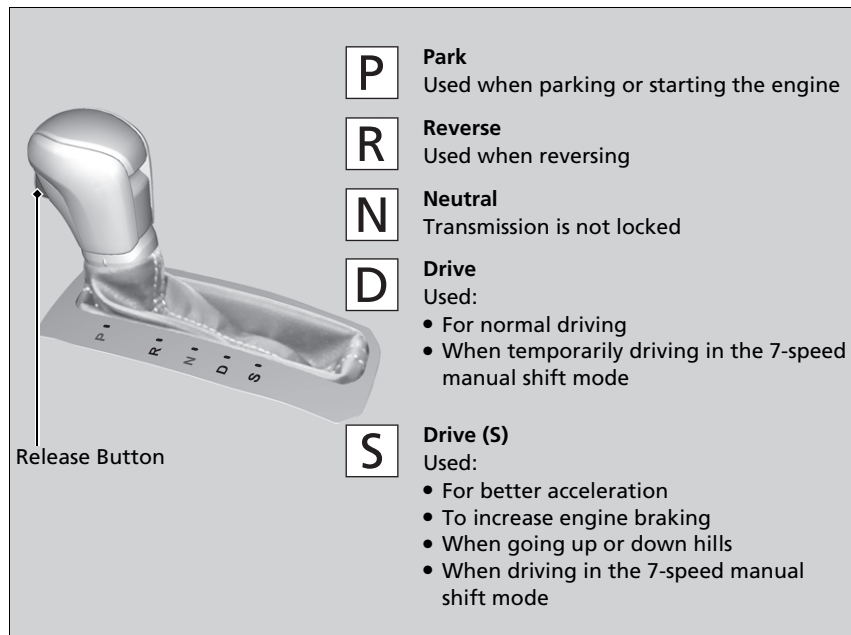 P
Park
Used when parking or starting the engine
R
Reverse
Used when reversing
N
Neutral
Transmission is not locked
D
Drive
Used:
• For normal driving
• When temporarily driving in the 7-speed
manual shift mode
S
Drive (S)
Used:
• For better acceleration
• To increase engine braking
• When going up or down hills
• When driving in the 7-speed manual
shift mode
P
R
N
D
S
Release Button